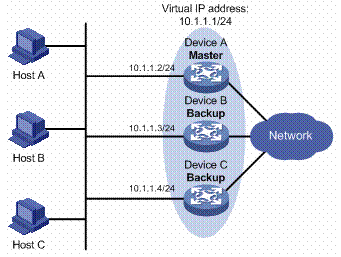 Virtual IP address:
10.1.1.1/24
Device A
Master
Host A
10.1.1.2/24
Device B
Backup
10.1.1.3/24
Network
Host B
Device C
Backup
10.1.1.4/24
Host C